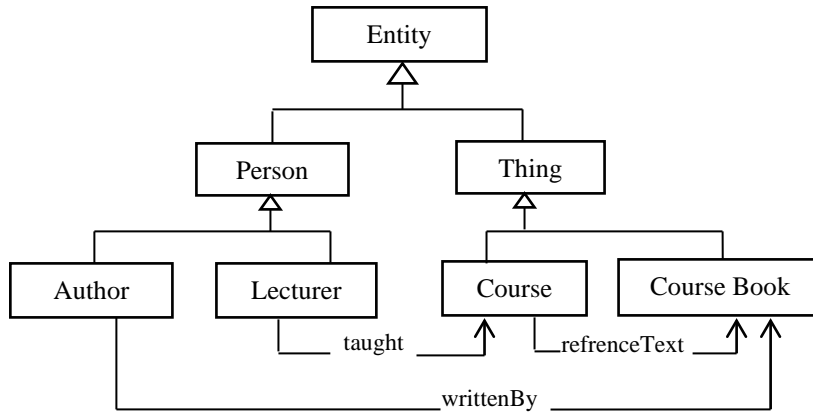 Entity
Person
Thing
Author
Lecturer
Course
Course Book
taught
refrenceText
writtenBy